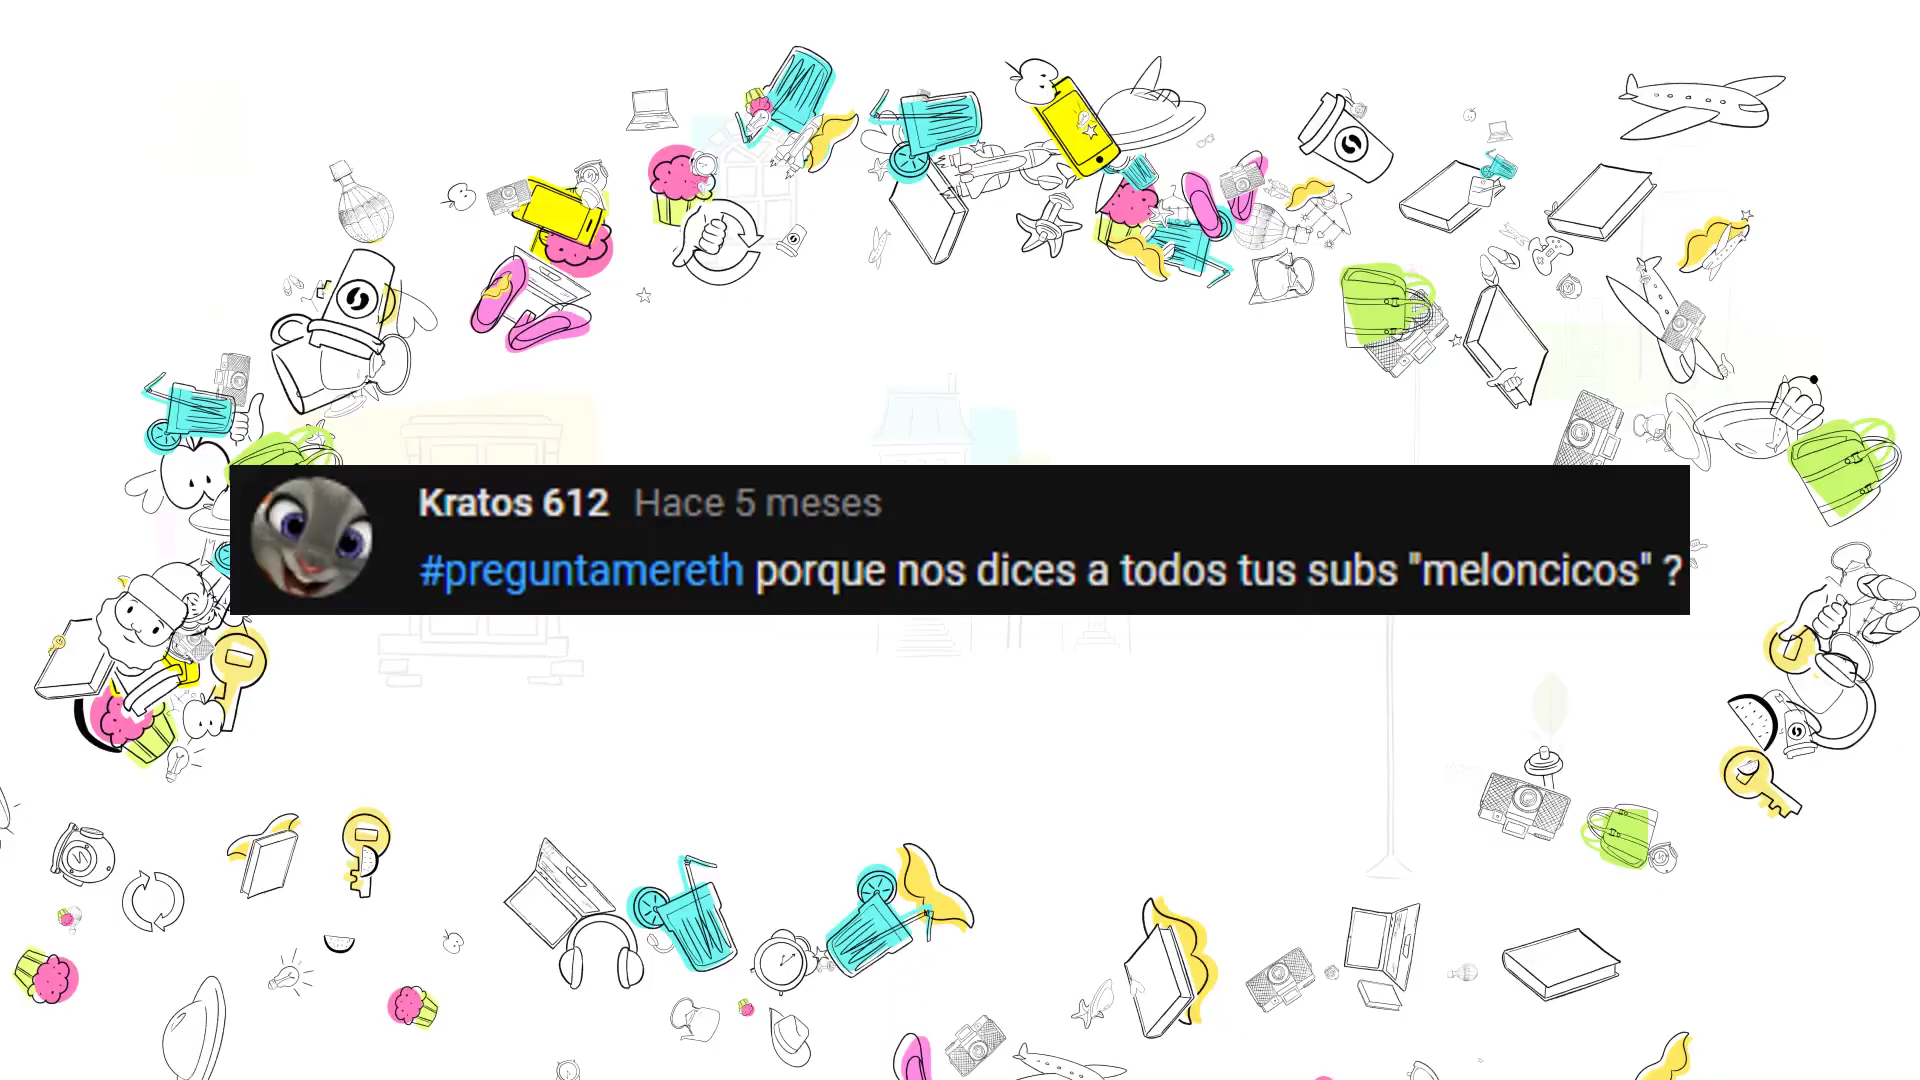 Kratos 612 Hace 5 meses
#preguntamereth porque nos dices a todos tus subs "meloncicos" ?